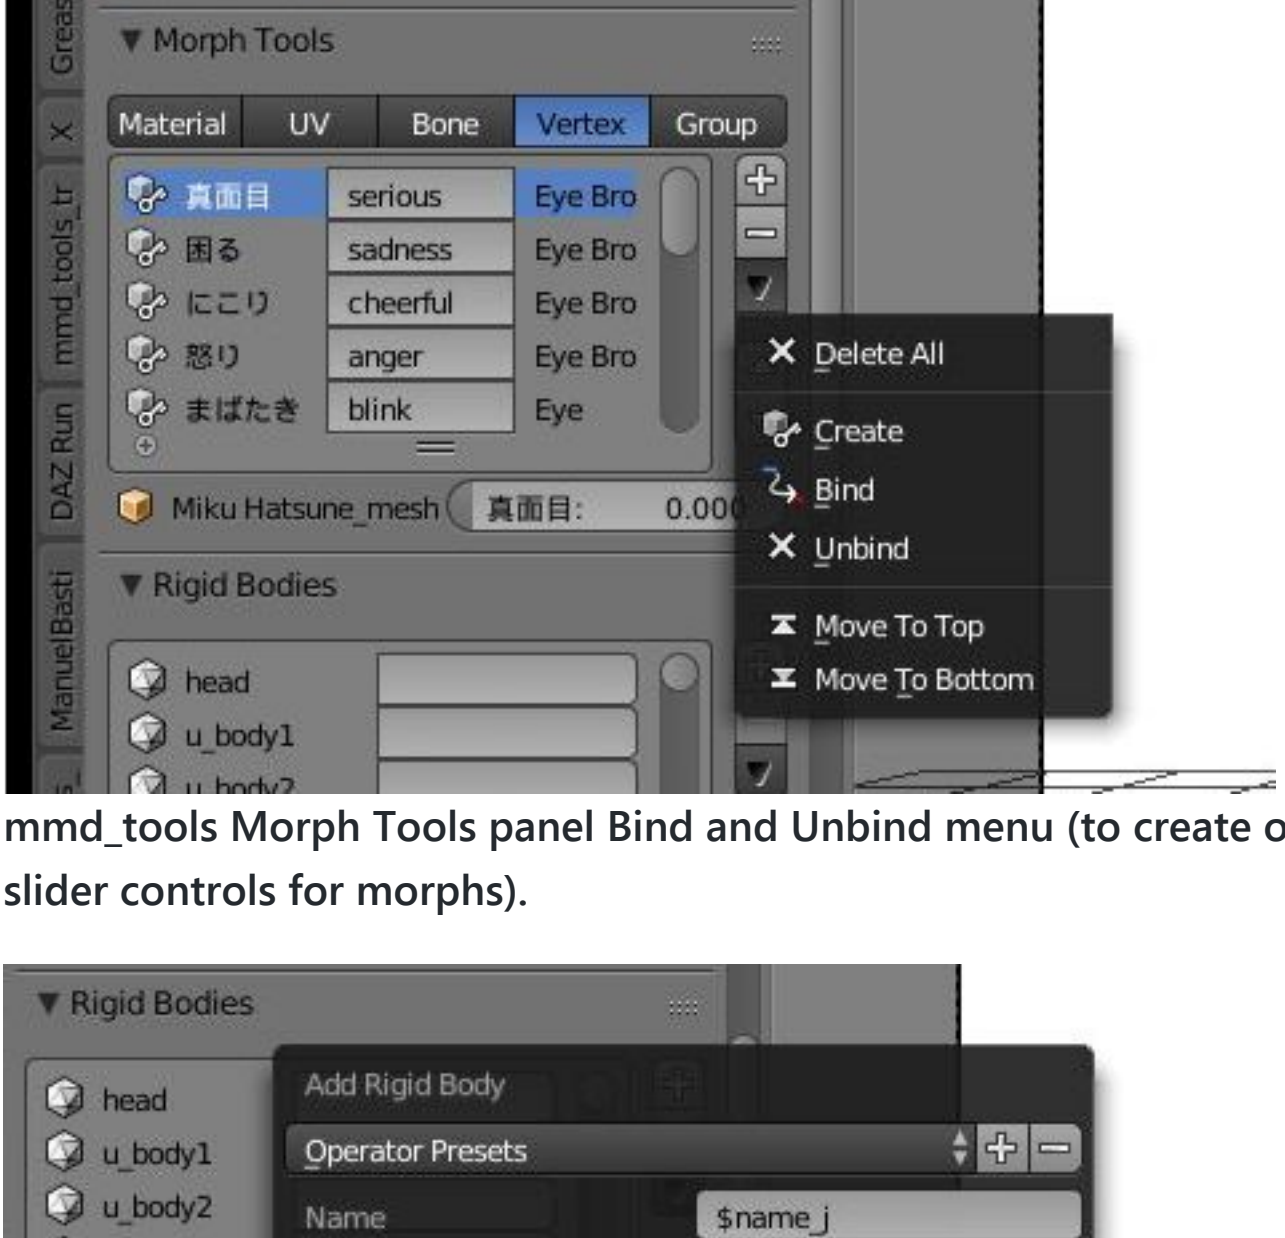 Greas
Morph Tools
X
Material UV Bone Vertex Group
真面目 serious Eye Bro
mmd_tools_tr
困る sadness Eye Bro
にこり cheerful Eye Bro
怒り anger Eye Bro
まばたき blink Eye
DAZ Run
Miku Hatsune_mesh 真面目: 0.000
Delete All
Create
Bind
Unbind
Move To Top
Move To Bottom
ManuelBasti
Rigid Bodies
head
u_body1
u_body2
mmd_tools Morph Tools panel Bind and Unbind menu (to create o
slider controls for morphs).
Rigid Bodies
head
u_body1
u_body2
Add Rigid Body
Operator Presets
Name $name_j